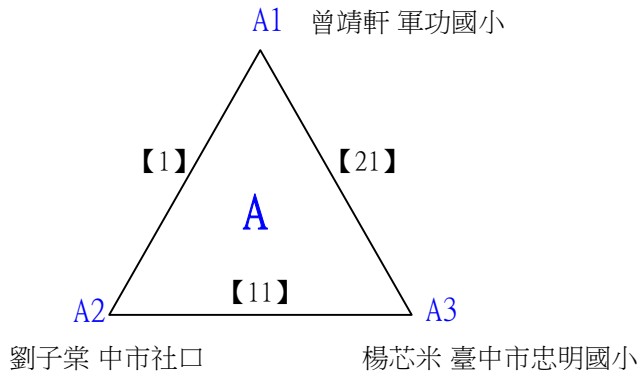 A1 曾靖軒 軍功國小
【1】 【21】
A
【11】
A2 A3
劉子棠 中市社口 楊芯米 臺中市忠明國小